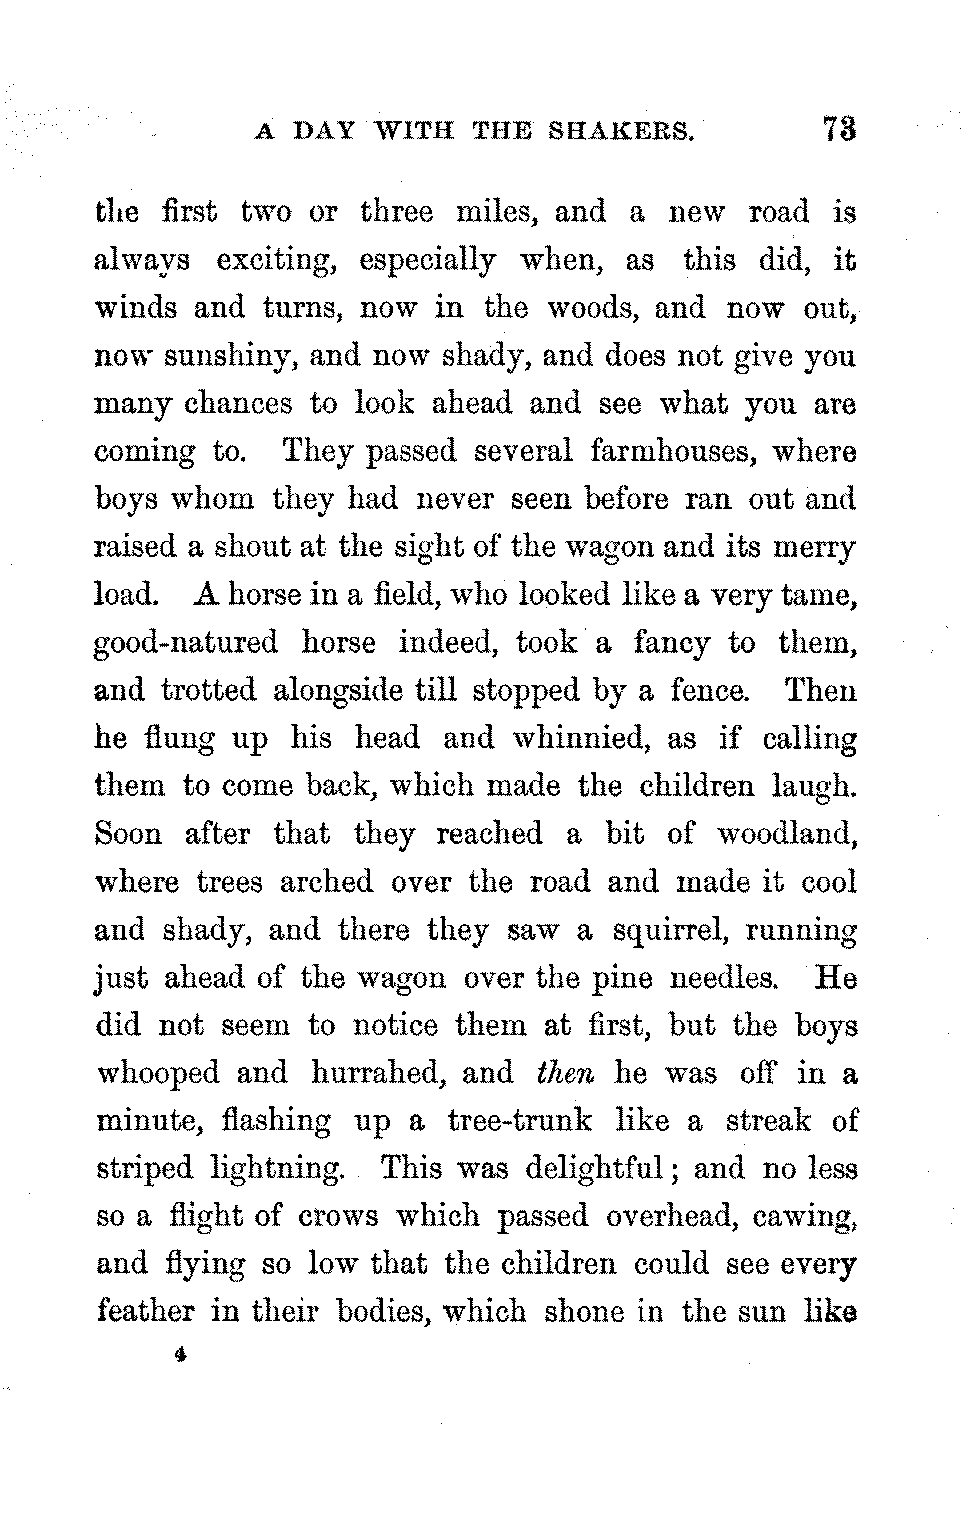 A DAY WITH THE SHAKERS. 73
the first two or three miles, and a new road is
always exciting, especially when, as this did, it
winds and turns, now in the woods, and now out,
now sunshiny, and now shady, and does not give you
many chances to look ahead and see what you are
coming to. They passed several farmhouses, where
boys whom they had never seen before ran out and
raised a shout at the sight of the wagon and its merry
load. A horse in a field, who looked like a very tame,
good-natured horse indeed, took a fancy to them,
and trotted alongside till stopped by a fence. Then
he flung up his head and whinnied, as if calling
them to come back, which made the children laugh.
Soon after that they reached a bit of woodland,
where trees arched over the road and made it cool
and shady, and there they saw a squirrel, running
just ahead of the wagon over the pine needles. He
did not seem to notice them at first, but the boys
whooped and hurrahed, and then he was off in a
minute, flashing up a tree-trunk like a streak of
striped lightning. This was delightful; and no less
so a flight of crows which passed overhead, cawing,
and flying so low that the children could see every
feather in their bodies, which shone in the sun like
4